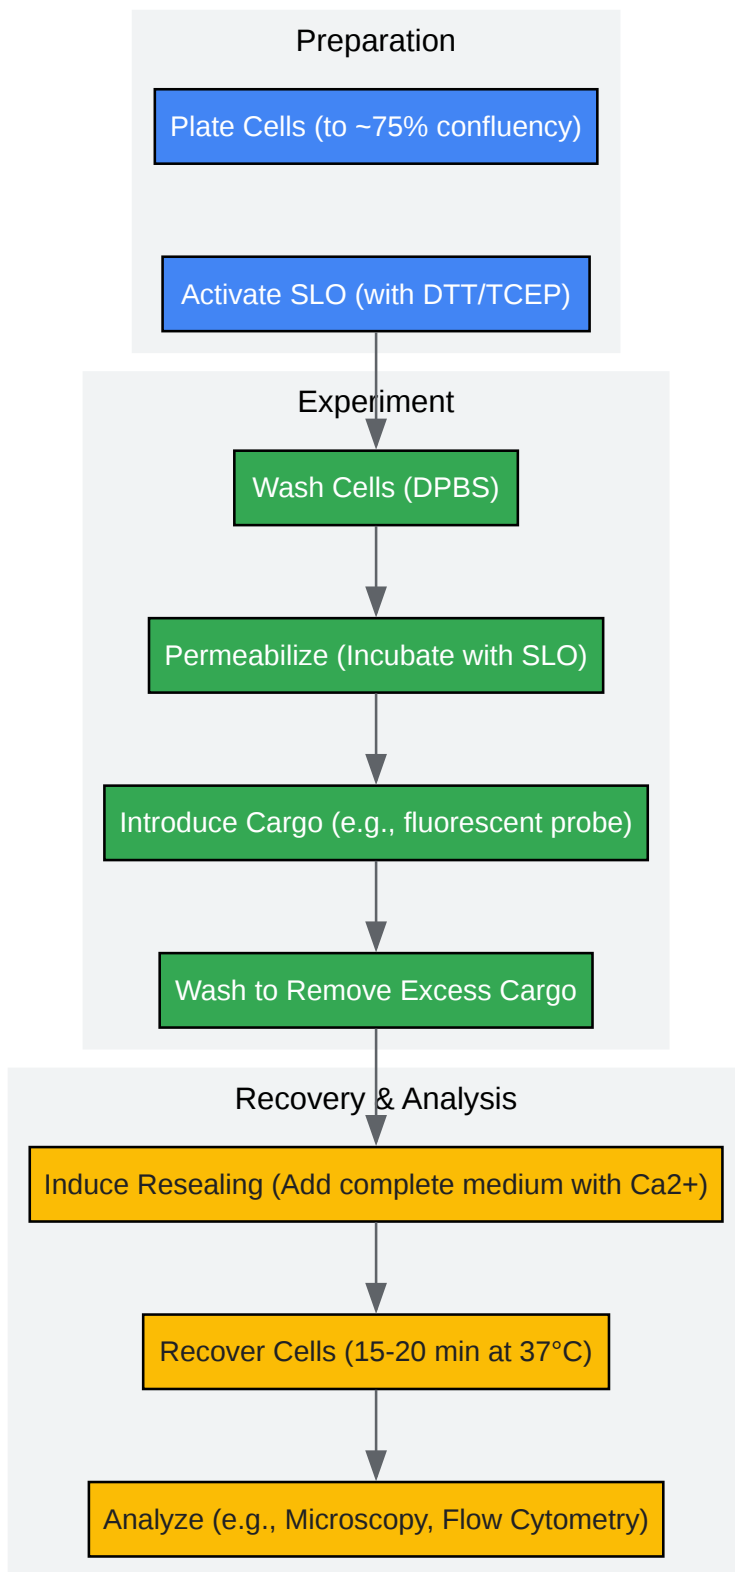 Preparation
Plate Cells (to ~75% confluency)
Activate SLO (with DTT/TCEP)
Experiment
Wash Cells (DPBS)
Permeabilize (Incubate with SLO)
Introduce Cargo (e.g., fluorescent probe)
Wash to Remove Excess Cargo
Recovery & Analysis
Induce Resealing (Add complete medium with Ca2+)
Recover Cells (15-20 min at 37°C)
Analyze (e.g., Microscopy, Flow Cytometry)